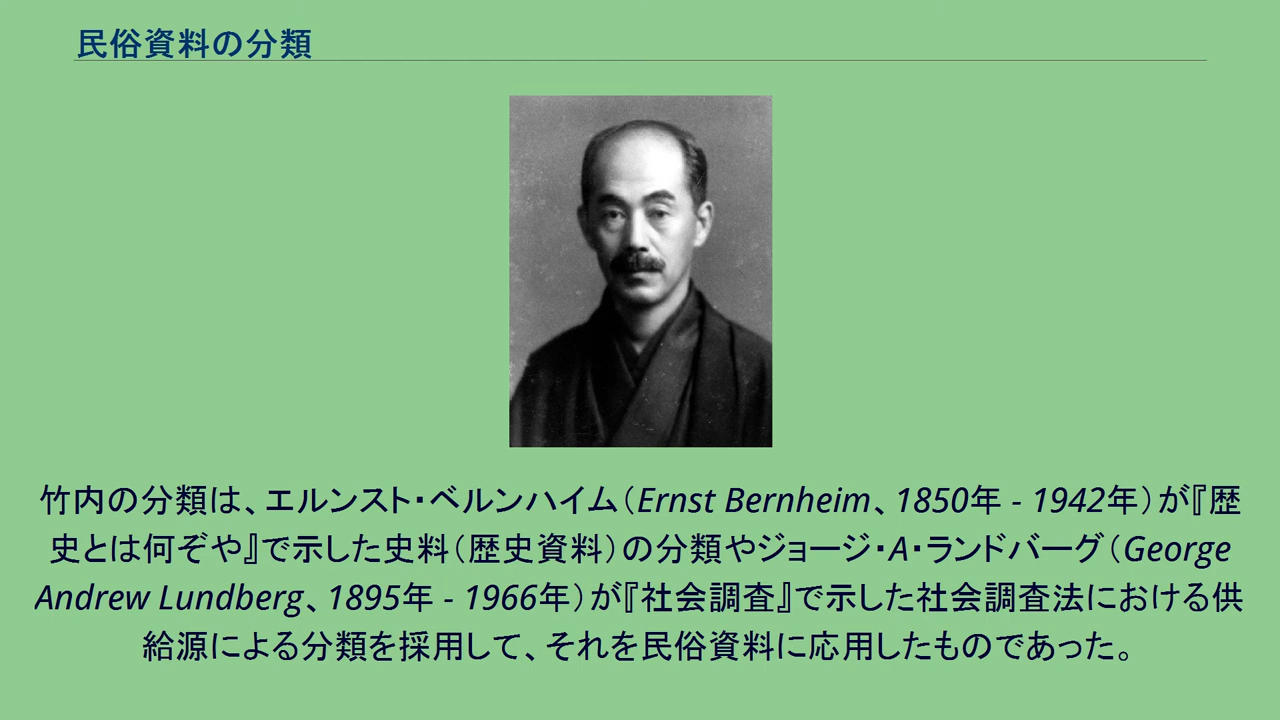 民俗資料の分類
竹内の分類は、エルンスト・ベルンハイム（Ernst Bernheim、1850年 - 1942年）が『歴
史とは何ぞや』で示した史料（歴史資料）の分類やジョージ・A・ランドバーグ（George
Andrew Lundberg、1895年 - 1966年）が『社会調査』で示した社会調査法における供
給源による分類を採用して、それを民俗資料に応用したものであった。